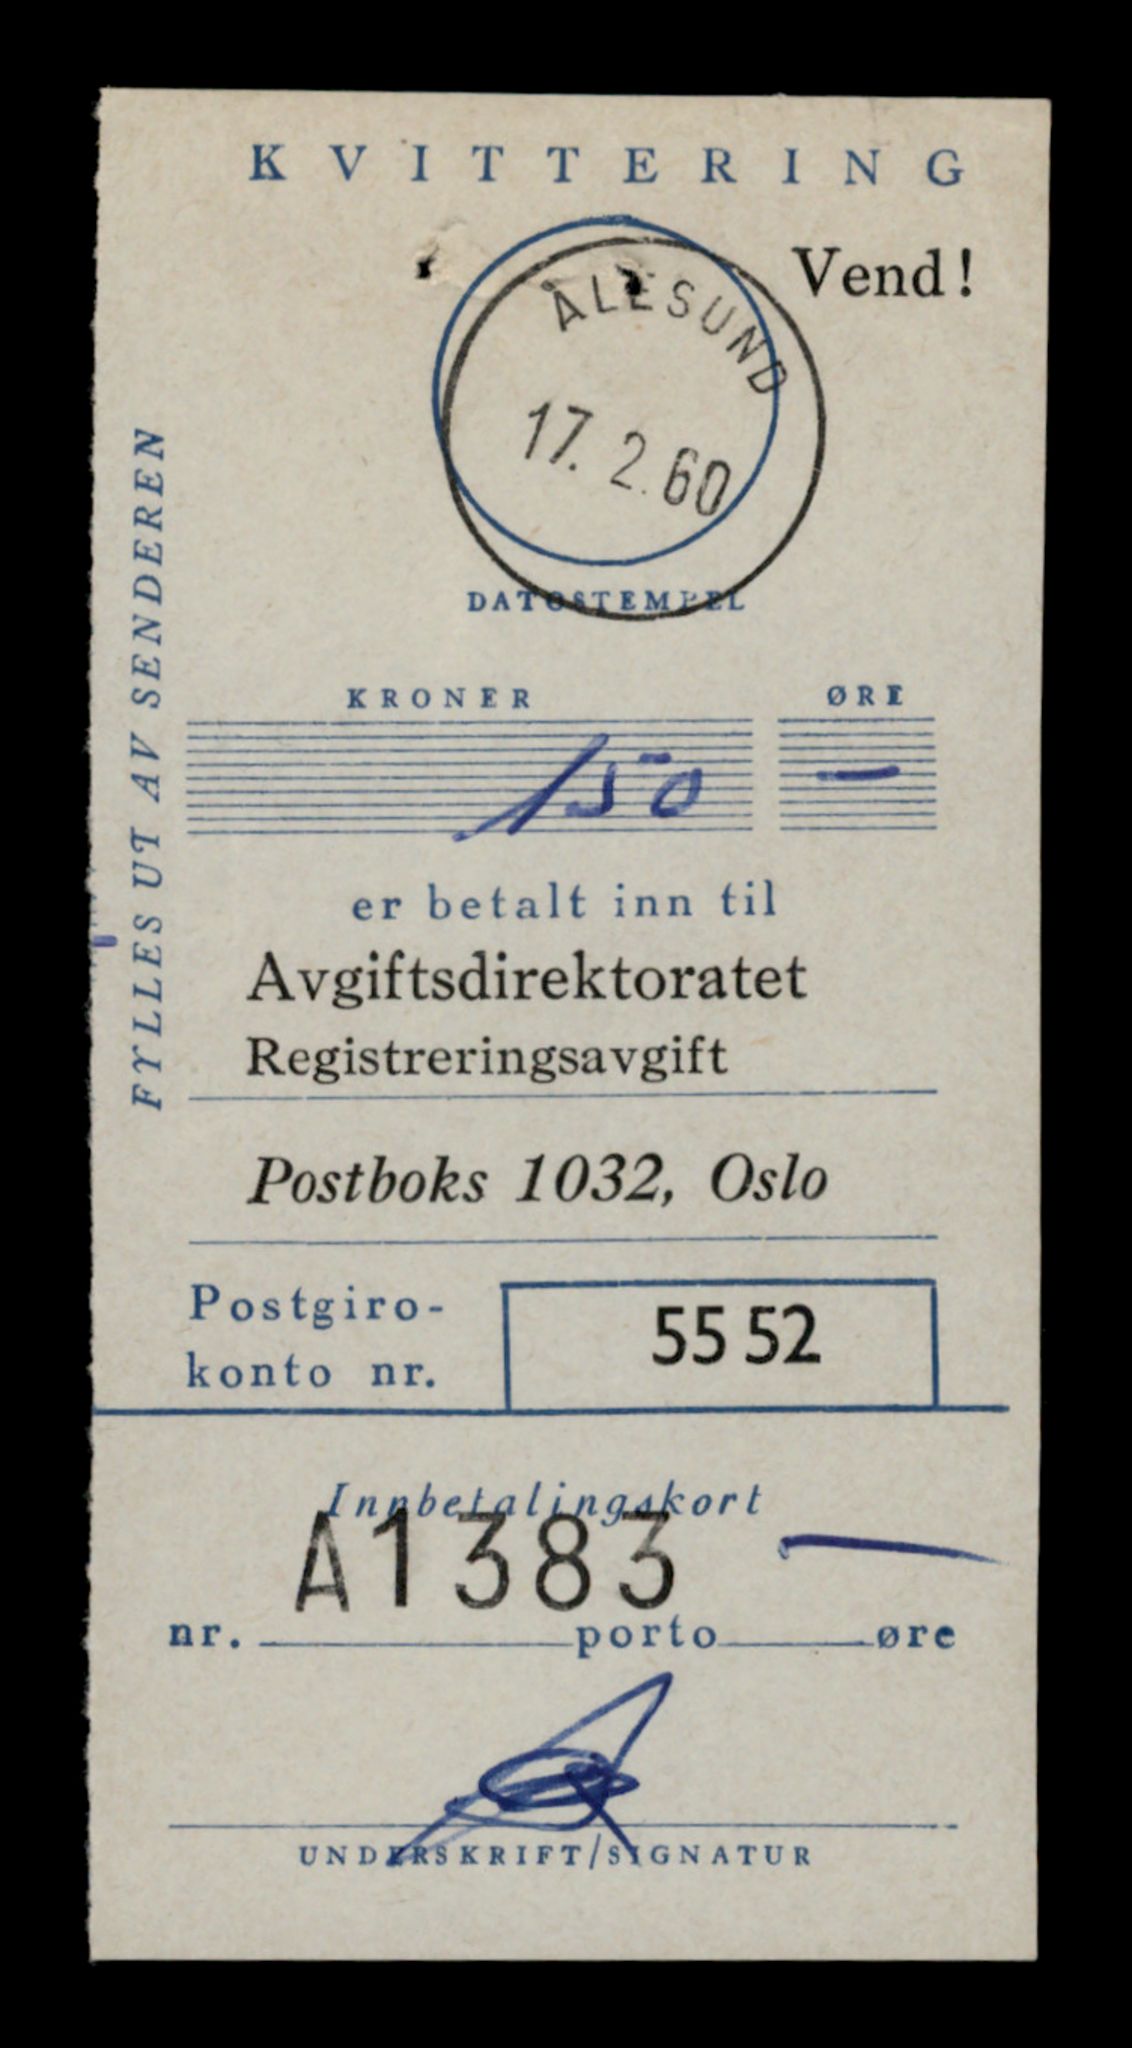 KVITTERING
Vend!
ÅLESUND
17. 2. 60
DATOSTEMPEL
FYLLES UT AV SENDEREN
KRONER ØRE
150 —
er betalt inn til
Avgiftsdirektoratet
Registreringsavgift
Postboks 1032, Oslo
Postgiro-
konto nr.
55 52
Innbetalingskort
A1383 —
nr. porto øre
UNDERSKRIFT/SIGNATUR